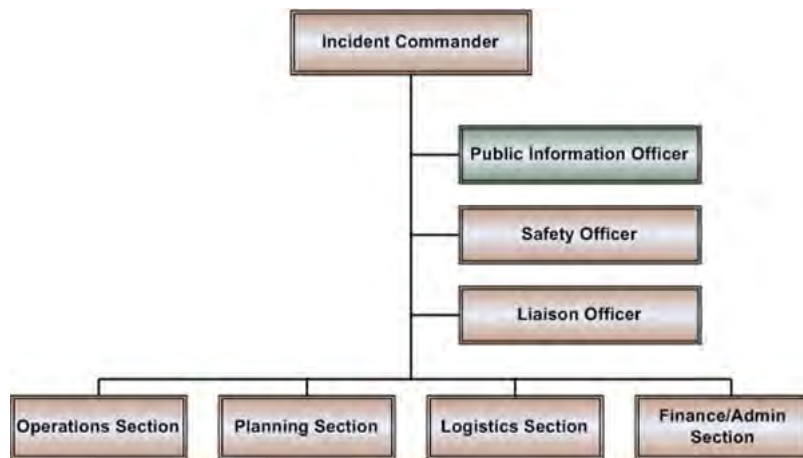 Incident Commander
Public Information Officer
Safety Officer
Liaison Officer
Operations Section
Planning Section
Logistics Section
Finance/Admin
Section